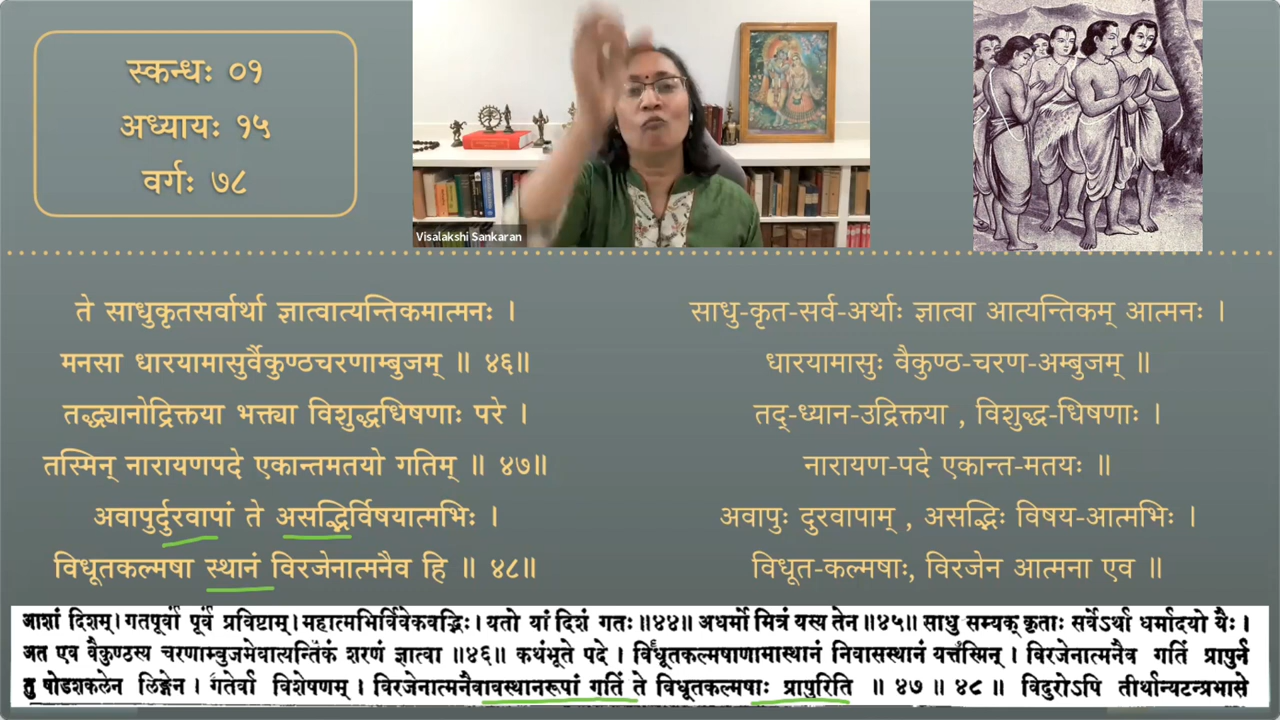 स्कन्धः ०१
अध्यायः १५
वर्गः ७८
Visalakshi Sankaran
ते साधुकृतसर्वार्था ज्ञात्वात्यन्तिकमात्मनः ।
मनसा धारयामासुर्वैकुण्ठचरणाम्बुजम् ॥ ४६॥
तद्ध्यानोद्रिक्तया भक्त्या विशुद्धधिषणाः परे ।
तस्मिन् नारायणपदे एकान्तमतयो गतिम् ॥ ४७॥
अवापुर्दुरवापां ते असद्भिर्विषयात्मभिः ।
विधूतकल्मषा स्थानं विरजेनात्मनैव हि ॥ ४८॥
साधु-कृत-सर्व-अर्थाः ज्ञात्वा आत्यन्तिकम् आत्मनः ।
धारयामासुः वैकुण्ठ-चरण-अम्बुजम् ॥
तद्-ध्यान-उद्रिक्तया , विशुद्ध-धिषणाः ।
नारायण-पदे एकान्त-मतयः ॥
अवापुः दुरवापाम् , असद्भिः विषय-आत्मभिः ।
विधूत-कल्मषाः, विरजेन आत्मना एव ॥
आशां दिशम्। गतपूर्वां पूर्वं प्रविष्टाम्। महात्मभिर्विवेकवद्भिः। यतो यां दिशं गतः॥४४॥ अधर्मो मित्रं यस्य तेन॥४५॥ साधु सम्यक् कृताः सर्वेऽर्था धर्मादयो यैः।
अत एव वैकुण्ठस्य चरणाम्बुजमेवात्यन्तिकं शरणं ज्ञात्वा ॥४६॥ कथंभूते पदे । विधूतकल्मषाणामास्थानं निवासस्थानं यत्तस्मिन् । विरजेनात्मनैव गतिं प्रापुर्न
तु षोडशकलेन लिङ्गेन । गतेर्वा विशेषणम् । विरजेनात्मनैवावस्थानरूपां गतिं ते विधूतकल्मषाः प्रापुरिति ॥ ४७ ॥ ४८ ॥ विदुरोऽपि तीर्थान्यटन्प्रभासे